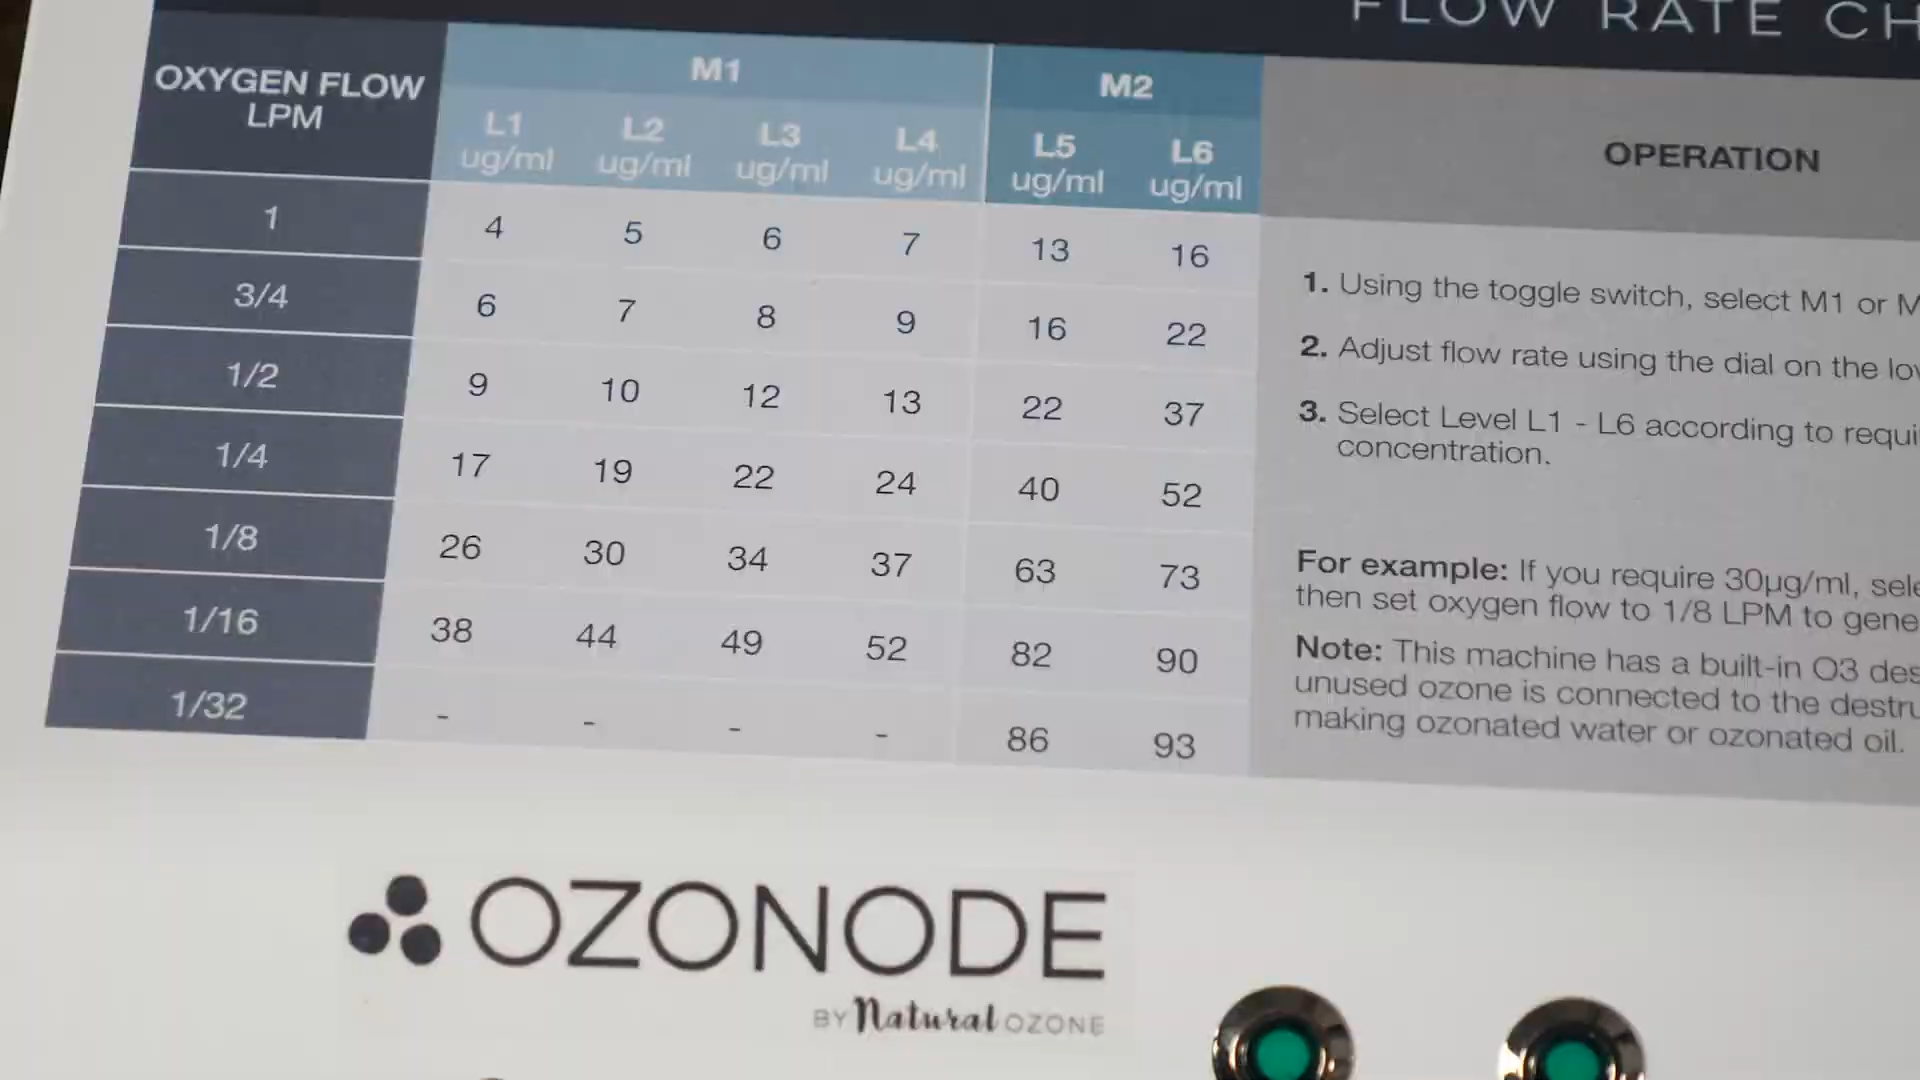 FLOW RATE
OXYGEN FLOW
LPM
M1
M2
L1 L2 L3 L4 L5 L6
ug/ml ug/ml ug/ml ug/ml ug/ml ug/ml
1 4 5 6 7 13 16
3/4 6 7 8 9 16 22
1/2 9 10 12 13 22 37
1/4 17 19 22 24 40 52
1/8 26 30 34 37 63 73
1/16 38 44 49 52 82 90
1/32 - - - - 86 93
OPERATION
1. Using the toggle switch, select M1 or
2. Adjust flow rate using the dial on the
3. Select Level L1 - L6 according to
concentration.
For example: If you require 30µg/ml,
then set oxygen flow to 1/8 LPM to
Note: This machine has a built-in O3
unused ozone is connected to the
making ozonated water or ozonated oil.
OZONODE
BY Natural OZONE